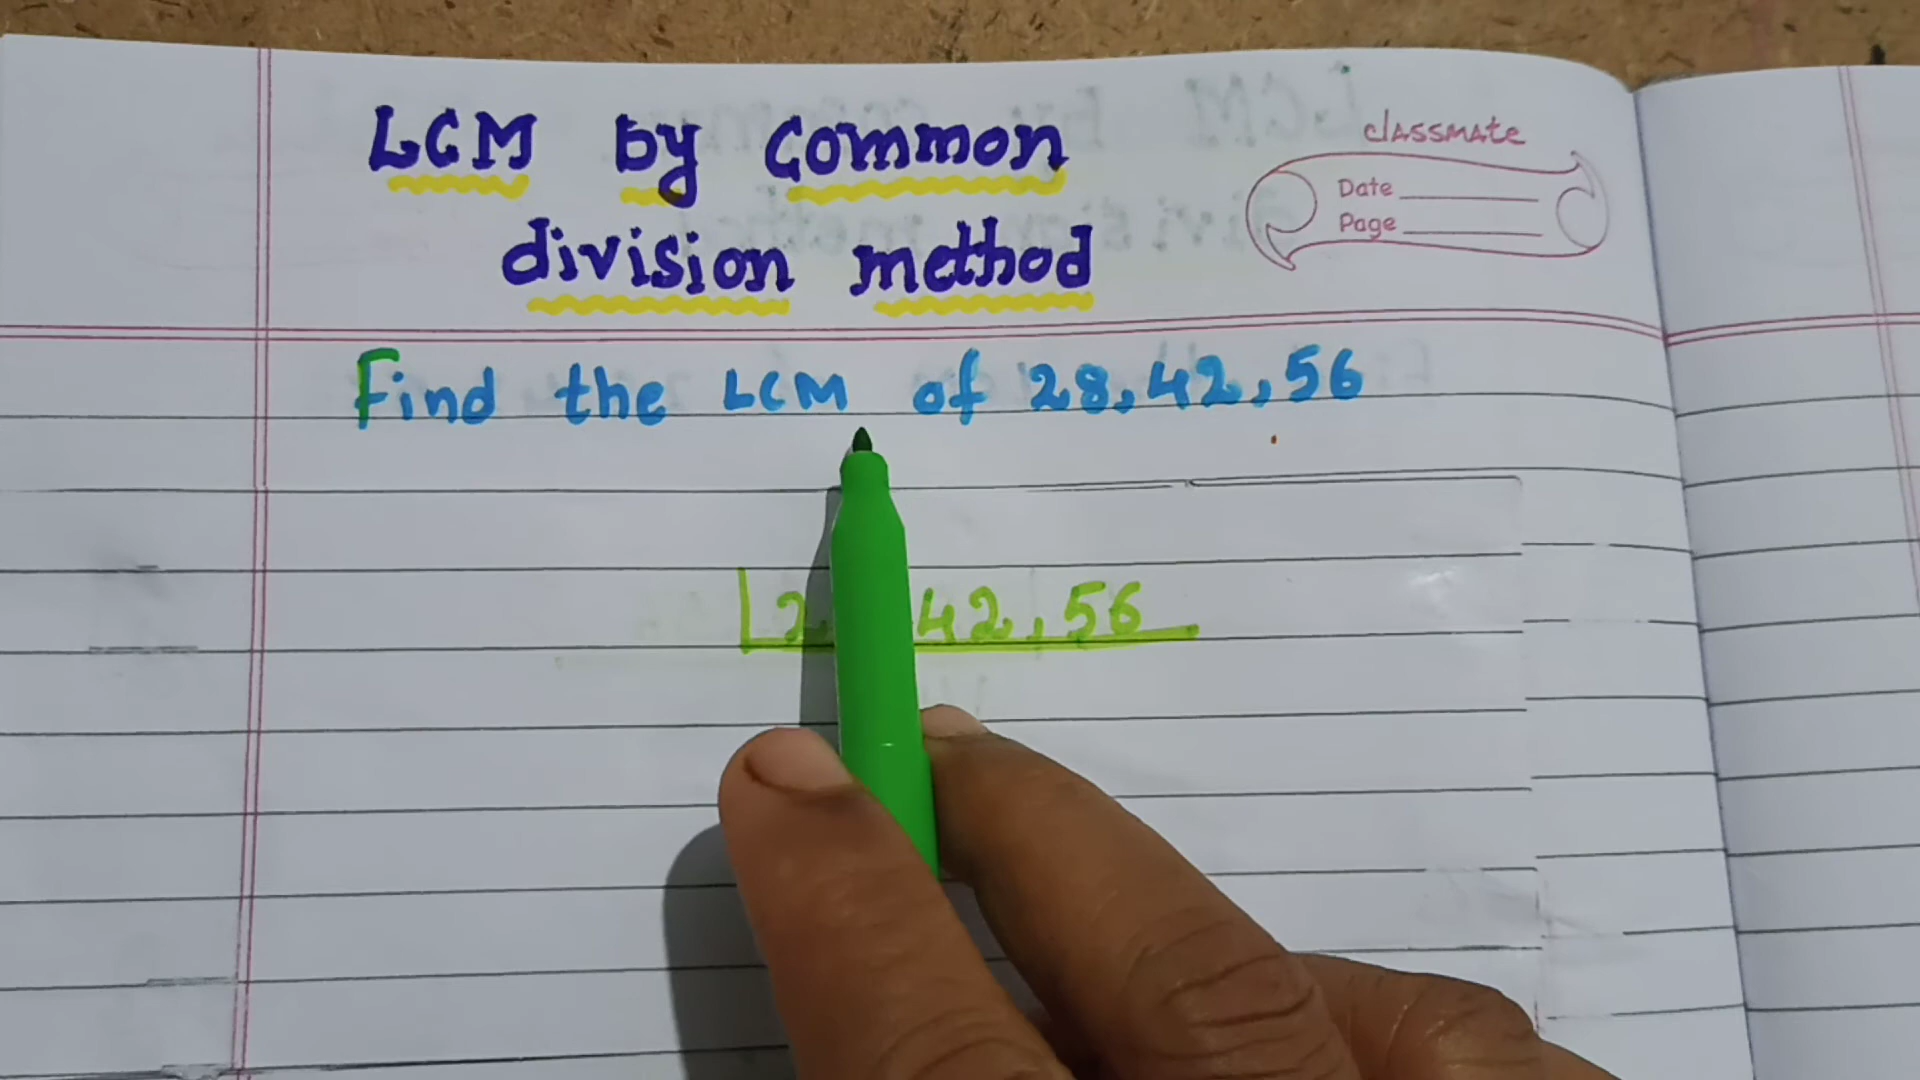 LCM by Common
division method
classmate
Date
Page
Find the LCM of 28, 42, 56
42, 56